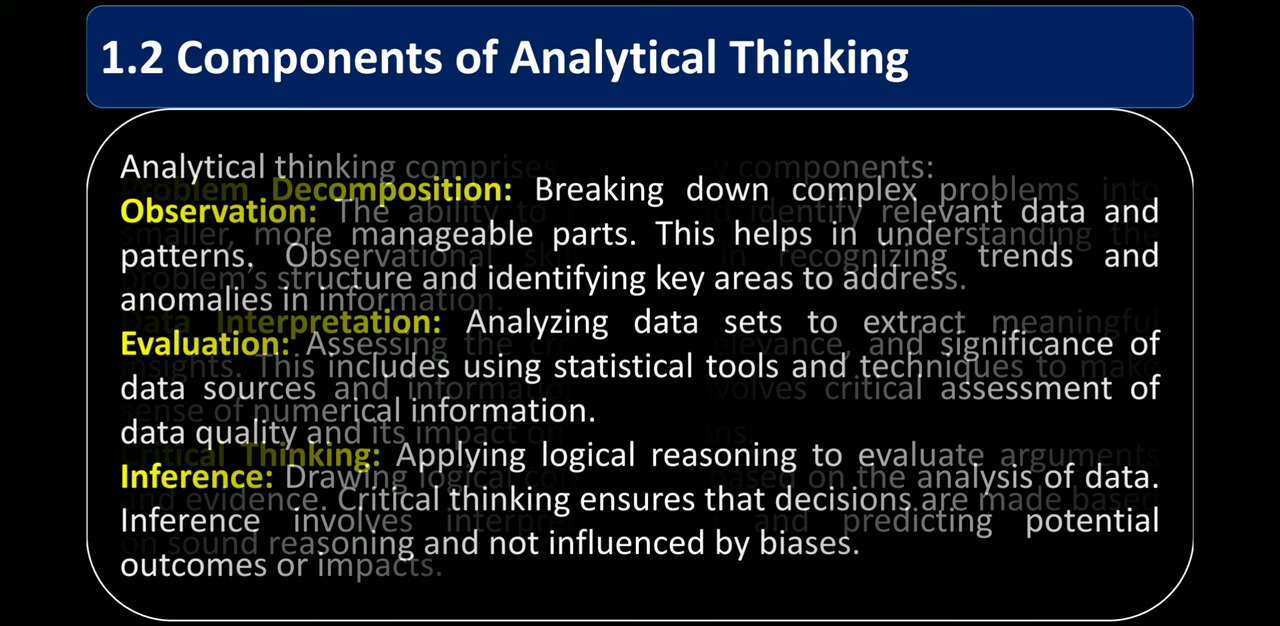 1.2 Components of Analytical Thinking
Analytical thinking comprises key components:
Problem Decomposition: Breaking down complex problems into
Observation: The ability to identify relevant data and
smaller, more manageable parts. This helps in understanding the
patterns. Observational in recognizing trends and
problem's structure and identifying key areas to address.
anomalies in information.
Data Interpretation: Analyzing data sets to extract meaningful
Evaluation: Assessing the relevance, and significance of
insights. This includes using statistical tools and techniques to make
data sources and information involves critical assessment of
sense of numerical information.
data quality and its impact on
Critical Thinking: Applying logical reasoning to evaluate arguments
Inference: Drawing logical based on the analysis of data.
and evidence. Critical thinking ensures that decisions are made based
Inference involves and predicting potential
on sound reasoning and not influenced by biases.
outcomes or impacts.